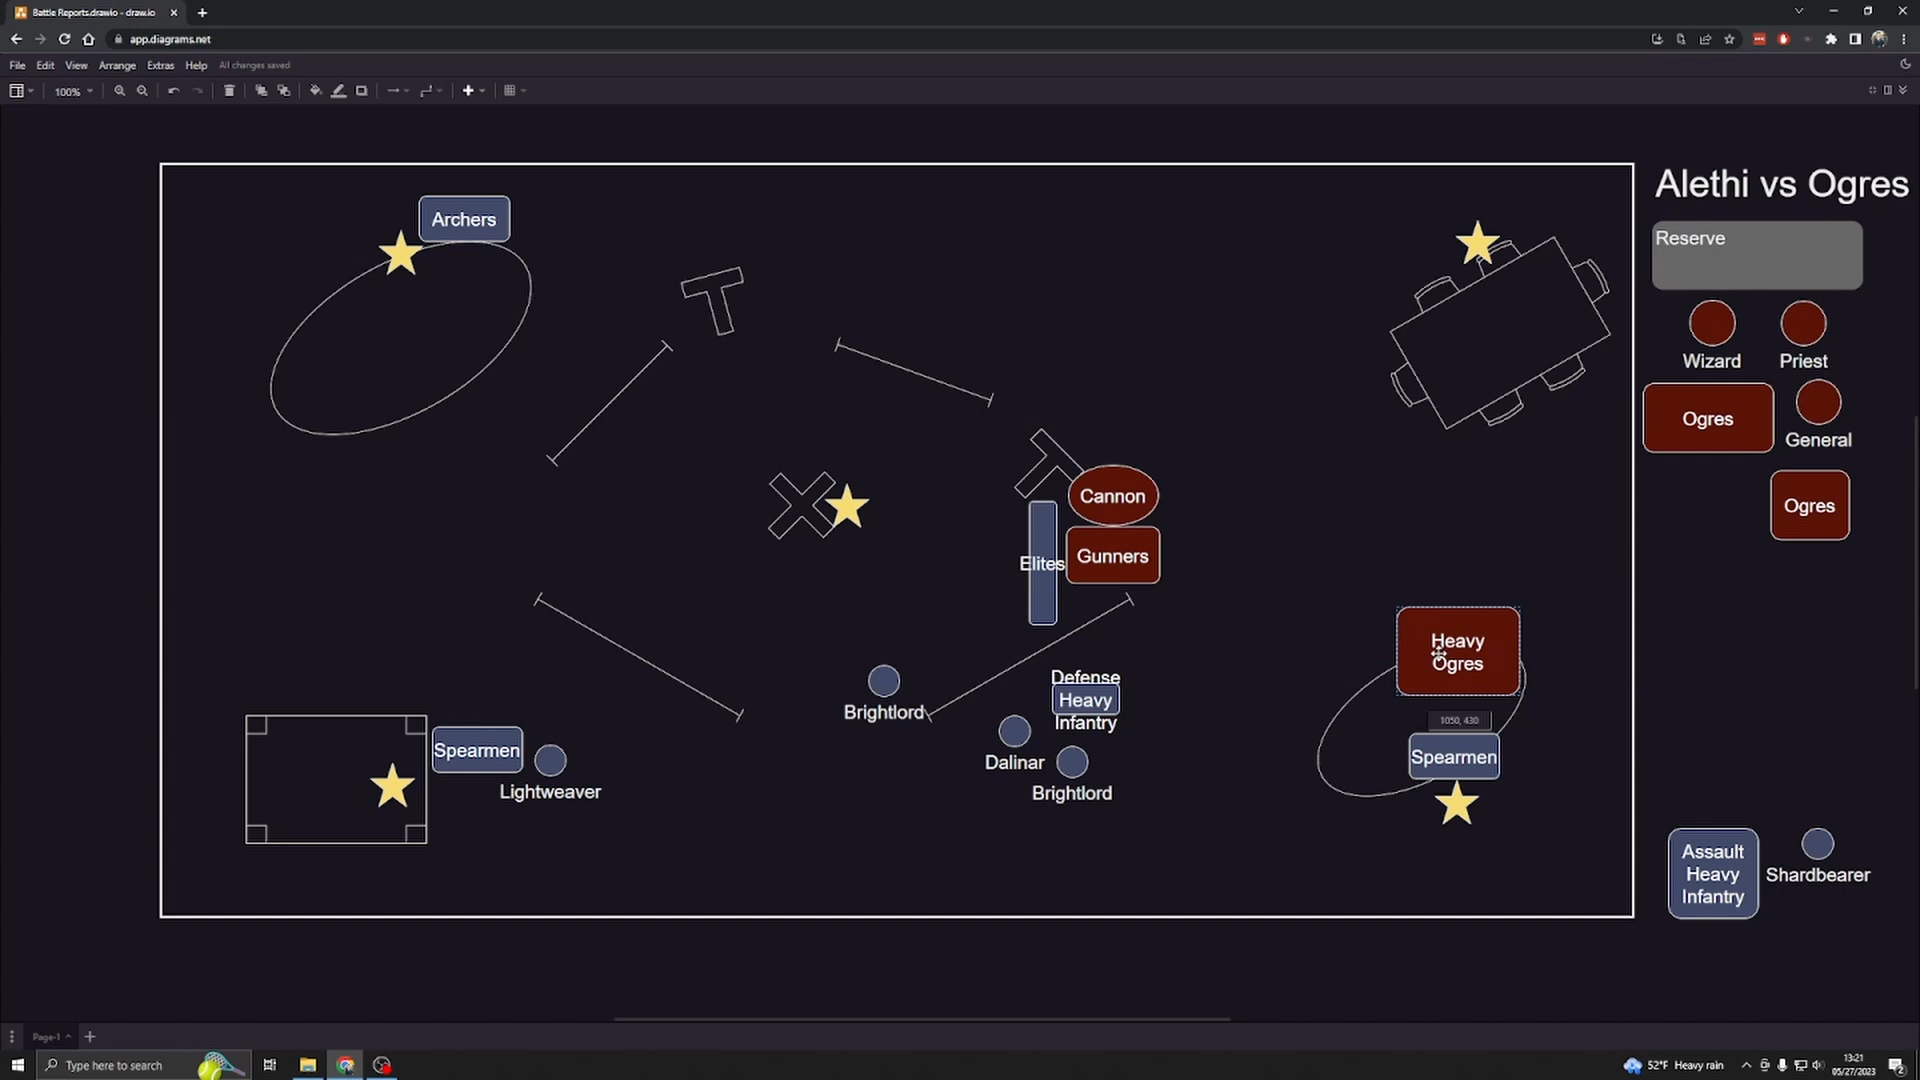 Battle Reports.drawio - draw.io
app.diagrams.net
File Edit View Arrange Extras Help All changes saved
100%
Alethi vs Ogres
Archers
Reserve
Wizard Priest
Ogres
General
Cannon
Ogres
Gunners
Elites
Heavy
Ogres
Defense
Heavy
Infantry
Brightlord
1050, 430
Spearmen
Spearmen
Dalinar
Lightweaver
Brightlord
Assault
Heavy
Infantry
Shardbearer
Page-1
Type here to search
52°F Heavy rain
13:21
05/27/2023
2